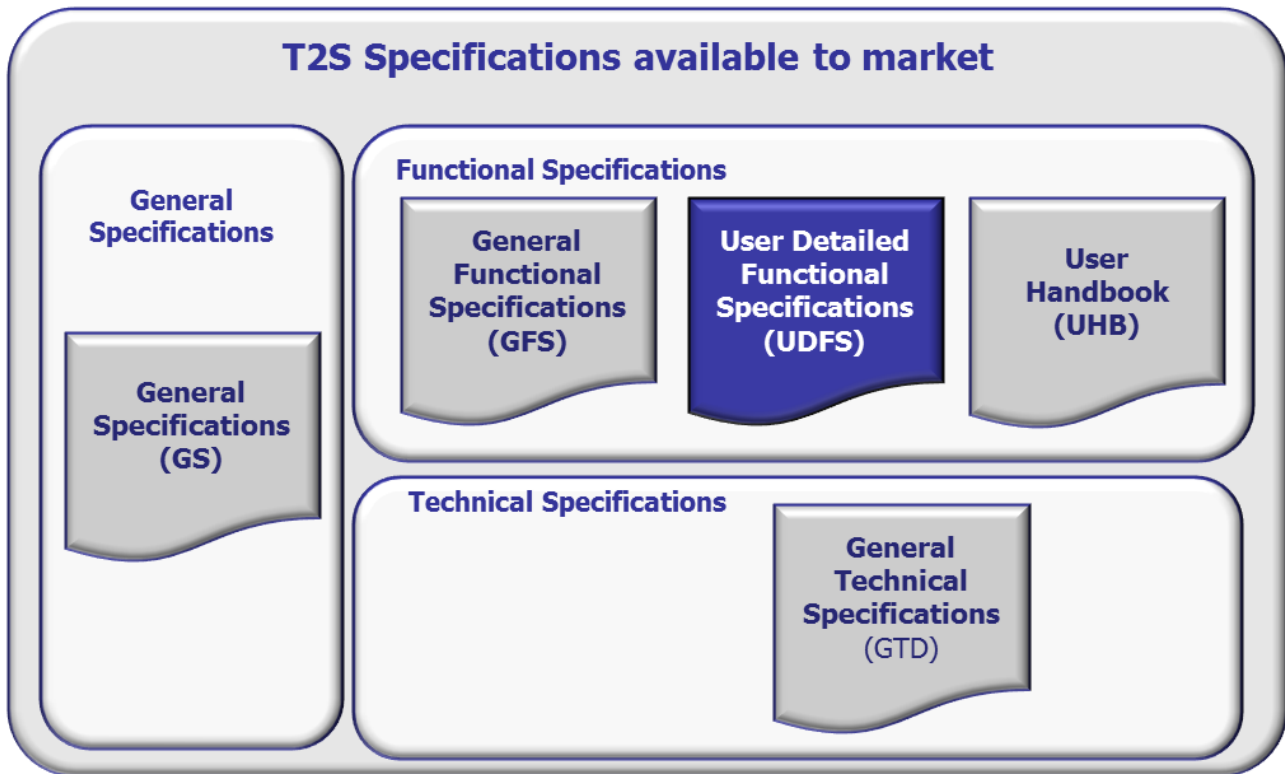 T2S Specifications available to market
General
Specifications
General
Specifications
(GS)
Functional Specifications
General
Functional
Specifications
(GFS)
User Detailed
Functional
Specifications
(UDFS)
User
Handbook
(UHB)
Technical Specifications
General
Technical
Specifications
(GTD)